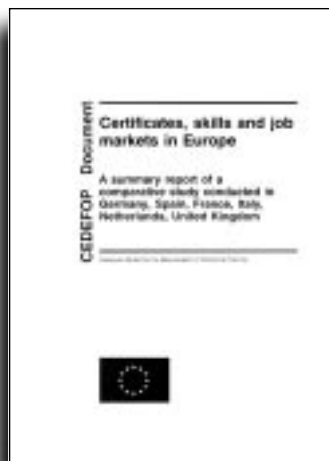 CEDEFOP Document
Certificates, skills and job
markets in Europe
A summary report of a
comparative study conducted in
Germany, Spain, France, Italy,
Netherlands, United Kingdom